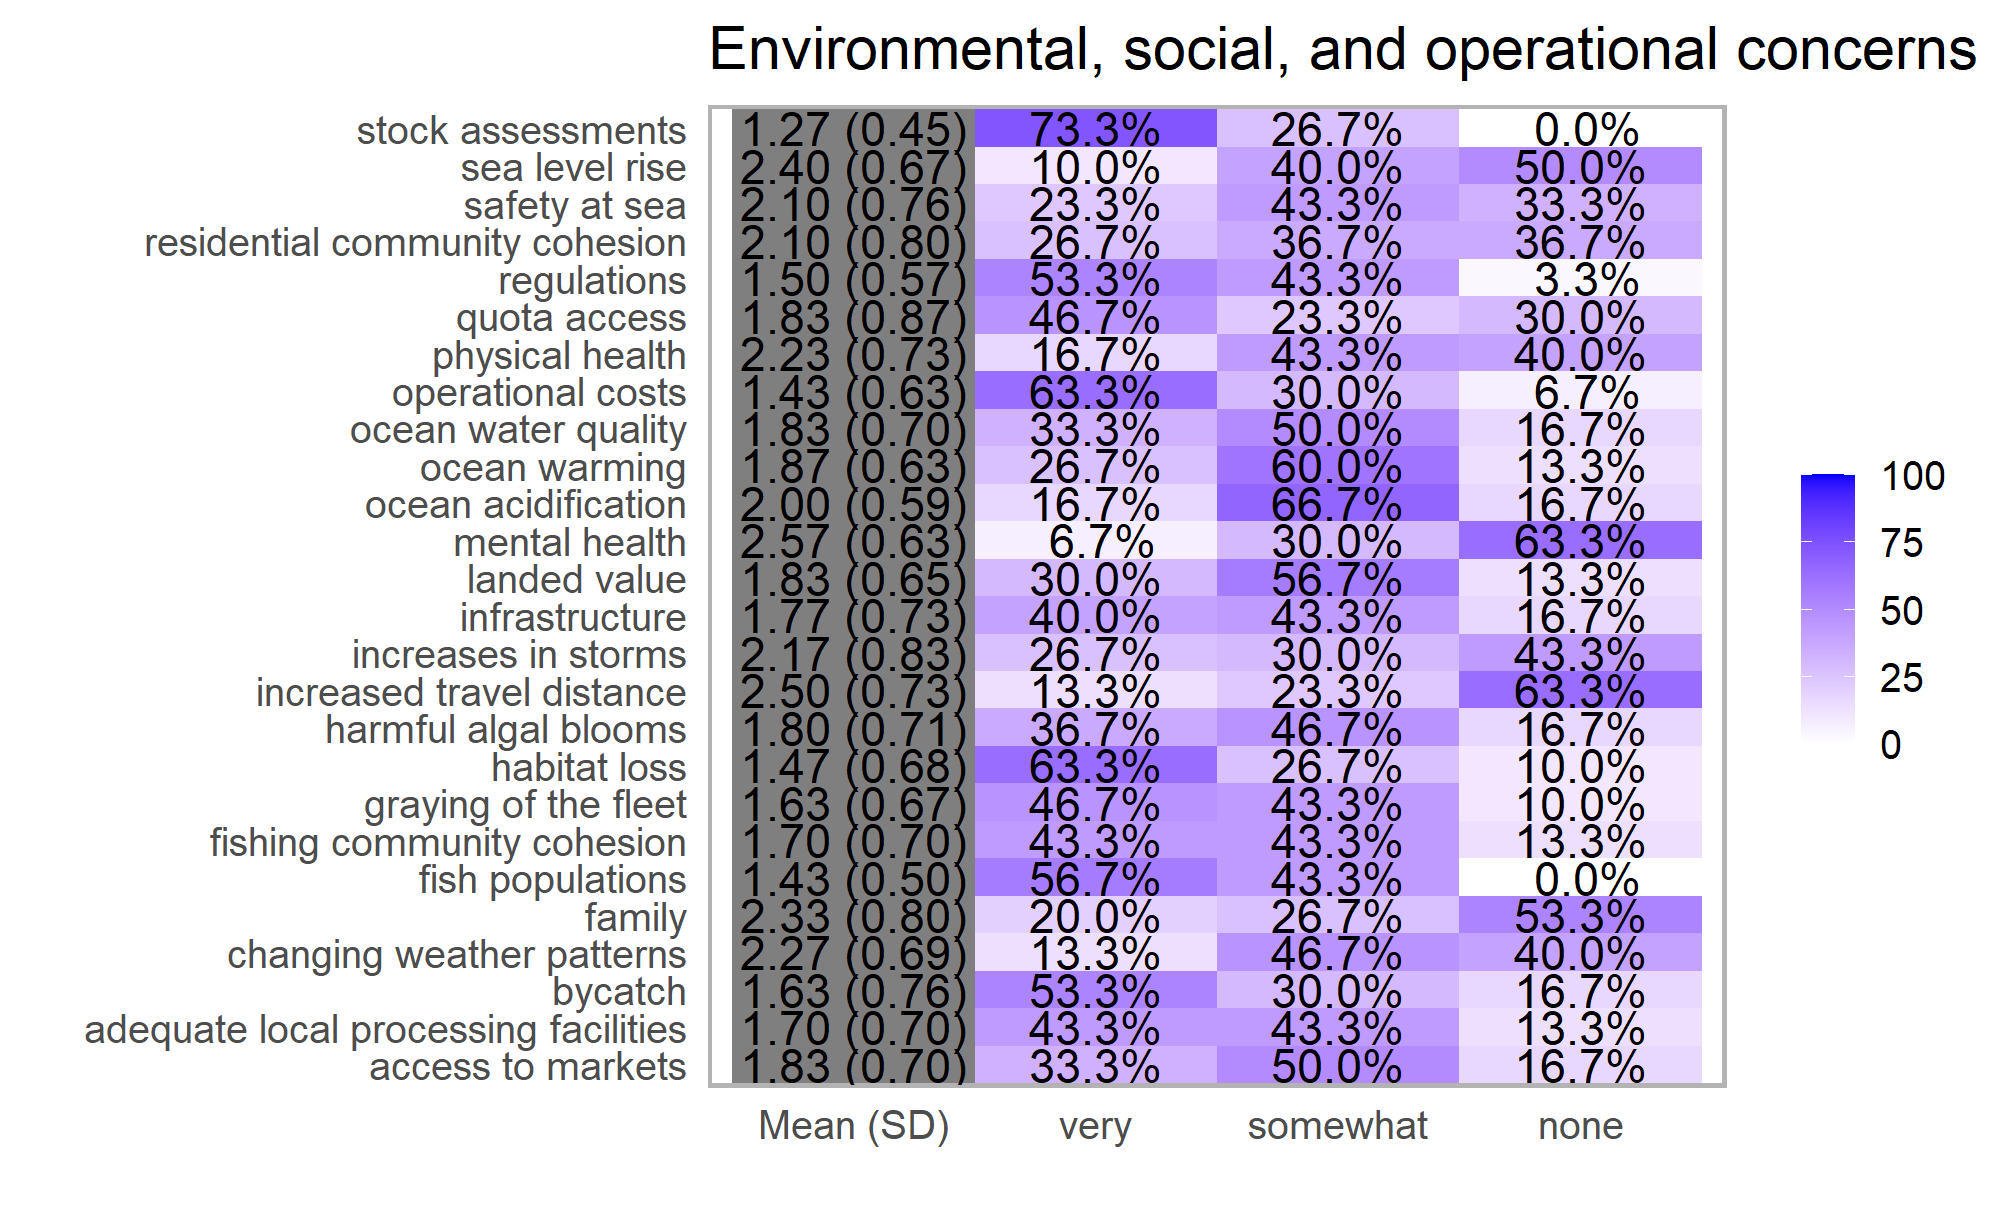 Environmental, social, and operational concerns
stock assessments 1.27 (0.45) 73.3% 26.7% 0.0%
sea level rise 2.40 (0.67) 10.0% 40.0% 50.0%
safety at sea 2.10 (0.76) 23.3% 43.3% 33.3%
residential community cohesion 2.10 (0.80) 26.7% 36.7% 36.7%
regulations 1.50 (0.57) 53.3% 43.3% 3.3%
quota access 1.83 (0.87) 46.7% 23.3% 30.0%
physical health 2.23 (0.73) 16.7% 43.3% 40.0%
operational costs 1.43 (0.63) 63.3% 30.0% 6.7%
ocean water quality 1.83 (0.70) 33.3% 50.0% 16.7%
ocean warming 1.87 (0.63) 26.7% 60.0% 13.3%
ocean acidification 2.00 (0.59) 16.7% 66.7% 16.7%
mental health 2.57 (0.63) 6.7% 30.0% 63.3%
landed value 1.83 (0.65) 30.0% 56.7% 13.3%
infrastructure 1.77 (0.73) 40.0% 43.3% 16.7%
increases in storms 2.17 (0.83) 26.7% 30.0% 43.3%
increased travel distance 2.50 (0.73) 13.3% 23.3% 63.3%
harmful algal blooms 1.80 (0.71) 36.7% 46.7% 16.7%
habitat loss 1.47 (0.68) 63.3% 26.7% 10.0%
graying of the fleet 1.63 (0.67) 46.7% 43.3% 10.0%
fishing community cohesion 1.70 (0.70) 43.3% 43.3% 13.3%
fish populations 1.43 (0.50) 56.7% 43.3% 0.0%
family 2.33 (0.80) 20.0% 26.7% 53.3%
changing weather patterns 2.27 (0.69) 13.3% 46.7% 40.0%
bycatch 1.63 (0.76) 53.3% 30.0% 16.7%
adequate local processing facilities 1.70 (0.70) 43.3% 43.3% 13.3%
access to markets 1.83 (0.70) 33.3% 50.0% 16.7%
Mean (SD) very somewhat none
100
75
50
25
0